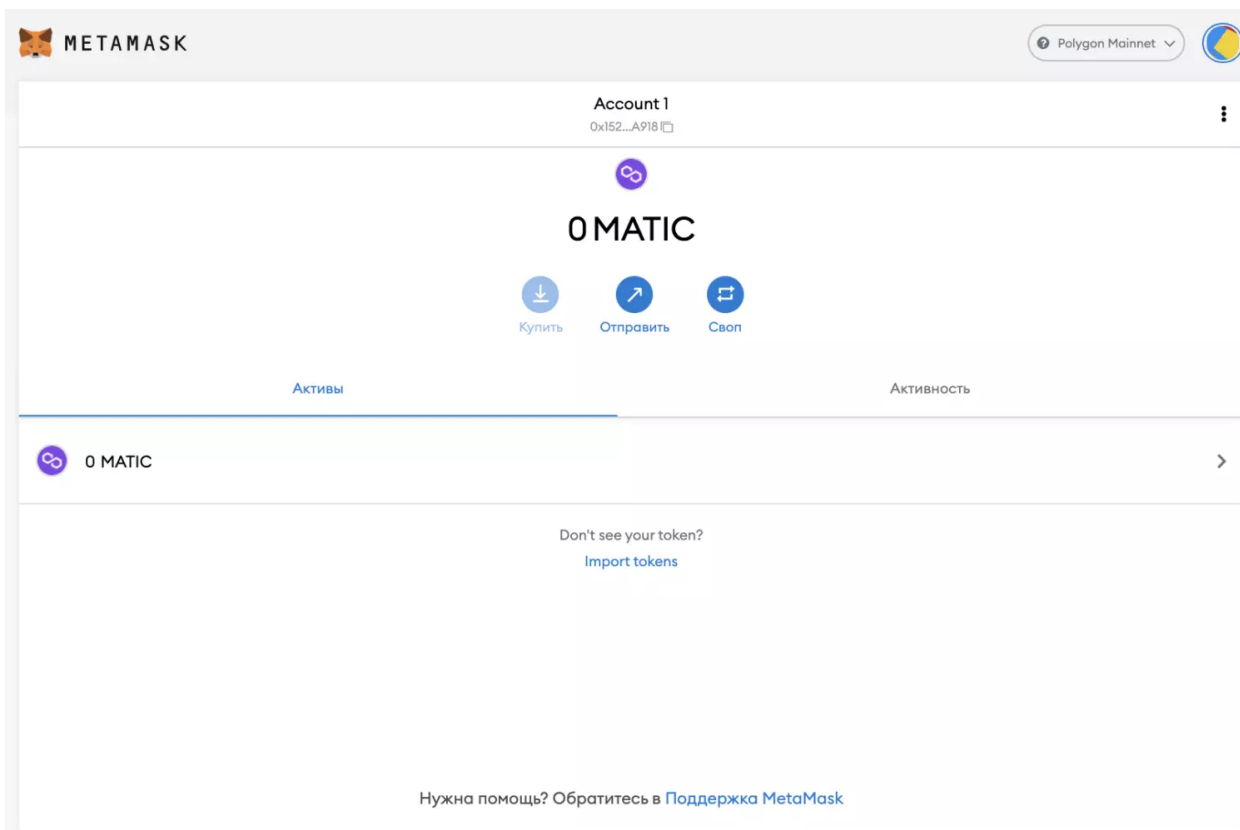 METAMASK
Polygon Mainnet
Account 1
0x152...A918
0 MATIC
Купить
Отправить
Своп
Активы
Активность
0 MATIC
Don't see your token?
Import tokens
Нужна помощь? Обратитесь в Поддержка MetaMask